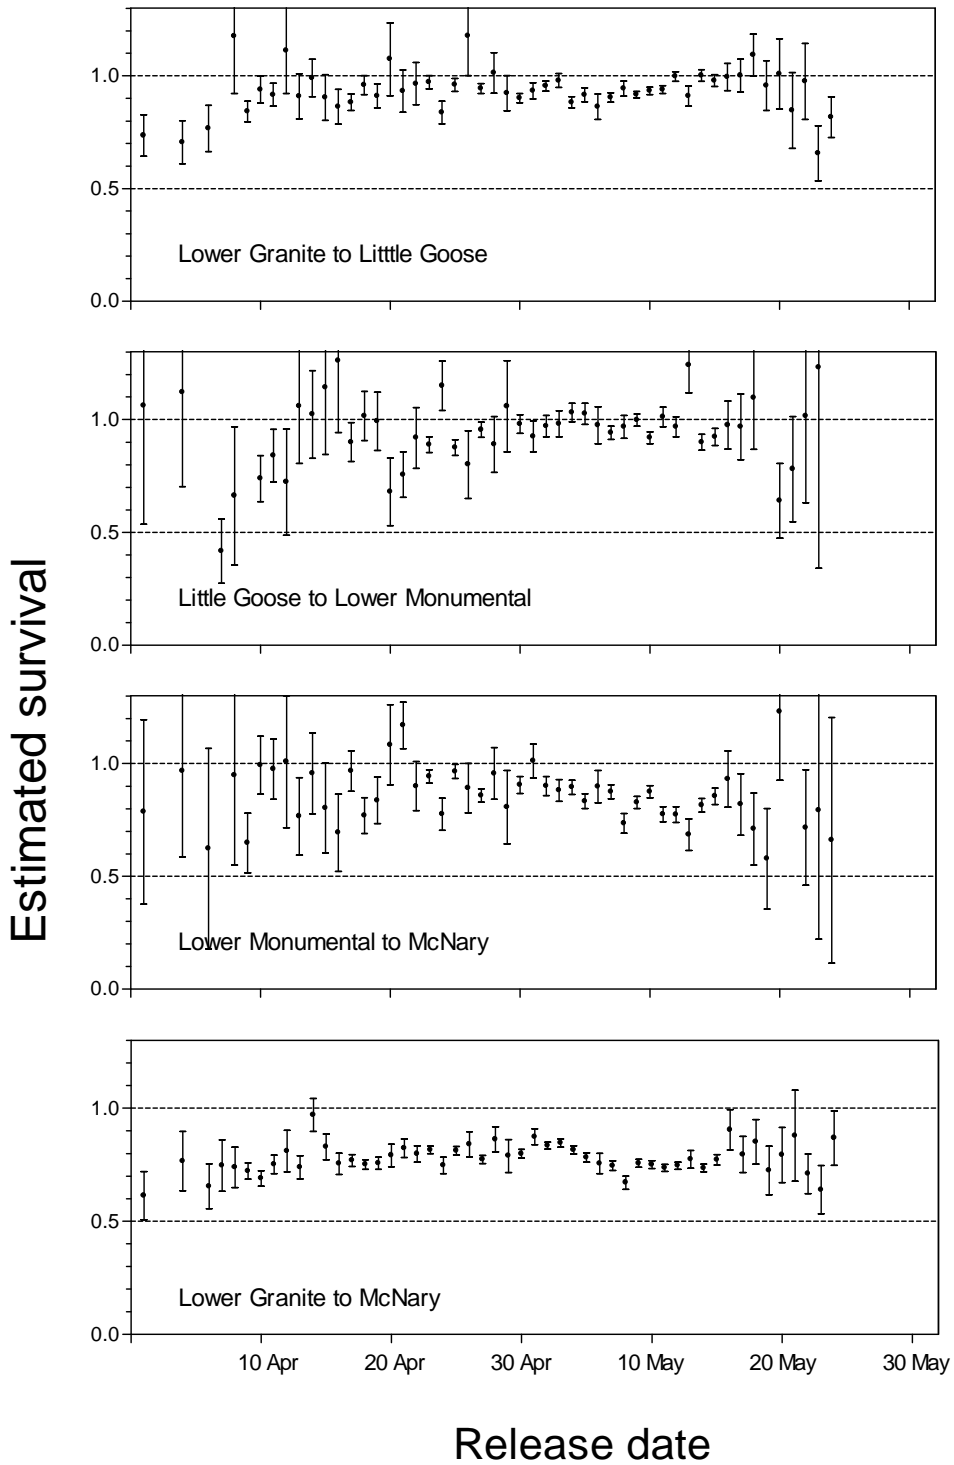 Estimated survival
1.0
0.5
0.0
Lower Granite to Litttle Goose
1.0
0.5
0.0
Little Goose to Lower Monumental
1.0
0.5
0.0
Lower Monumental to McNary
1.0
0.5
0.0
Lower Granite to McNary
10 Apr 20 Apr 30 Apr 10 May 20 May 30 May
Release date